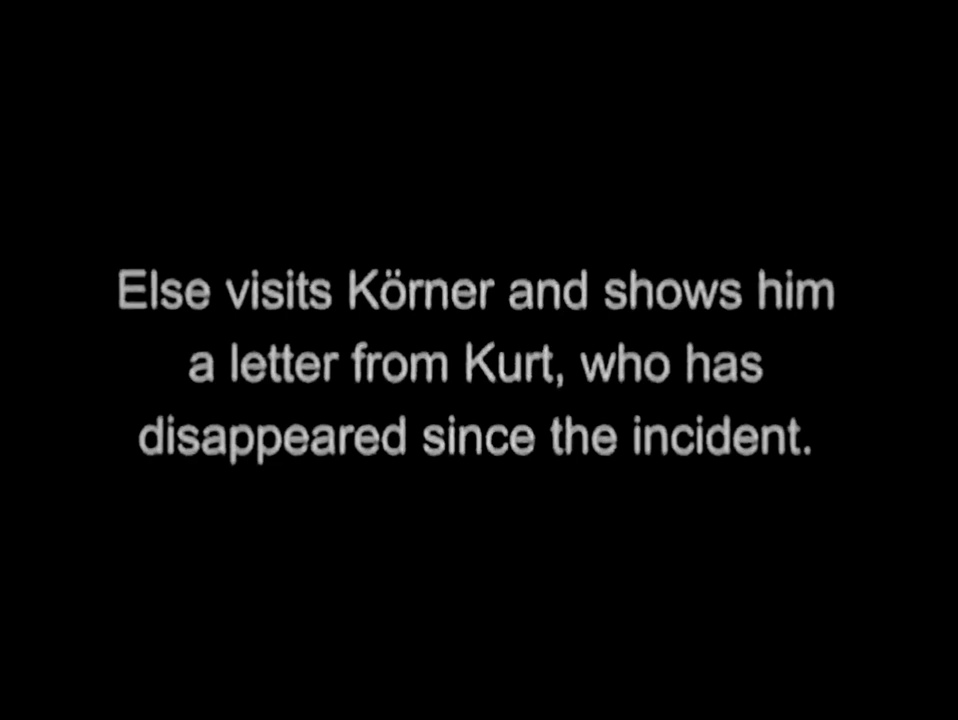 Else visits Körner and shows him
a letter from Kurt, who has
disappeared since the incident.